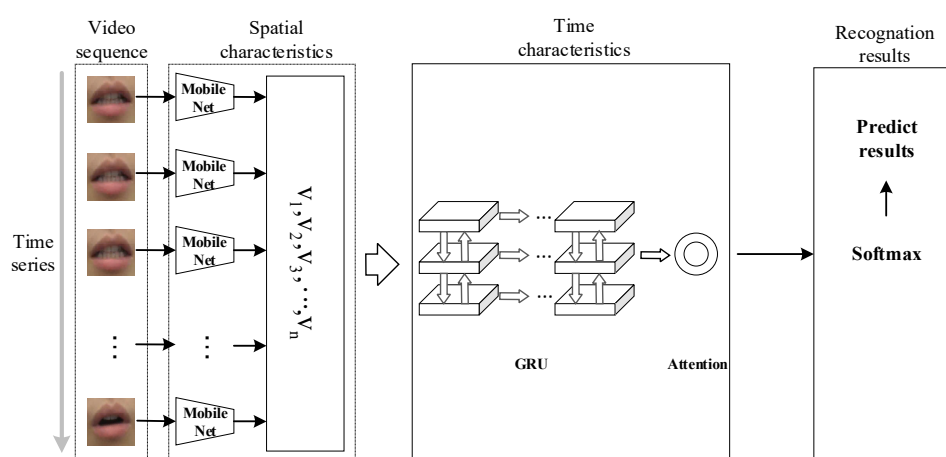 Video
sequence
Spatial
characteristics
Time
characteristics
Recognation
results
Time
series
Mobile
Net
Mobile
Net
Mobile
Net
...
...
Mobile
Net
V1,V2,V3,...,Vn
...
...
...
GRU
Attention
Predict
results
Softmax